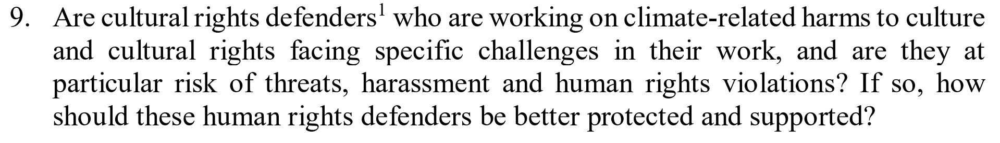 9. Are cultural rights defenders¹ who are working on climate-related harms to culture
and cultural rights facing specific challenges in their work, and are they at
particular risk of threats, harassment and human rights violations? If so, how
should these human rights defenders be better protected and supported?